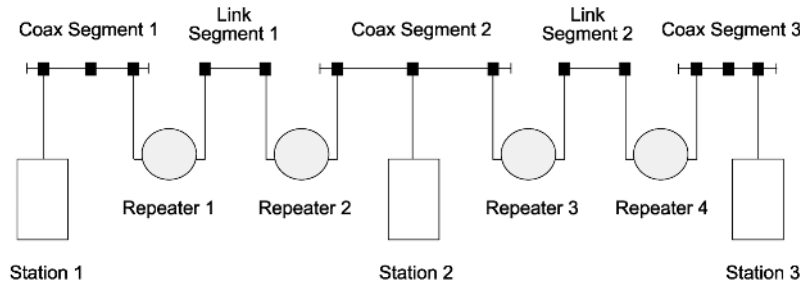 Coax Segment 1
Link
Segment 1
Coax Segment 2
Link
Segment 2
Coax Segment 3
Repeater 1
Repeater 2
Repeater 3
Repeater 4
Station 1
Station 2
Station 3